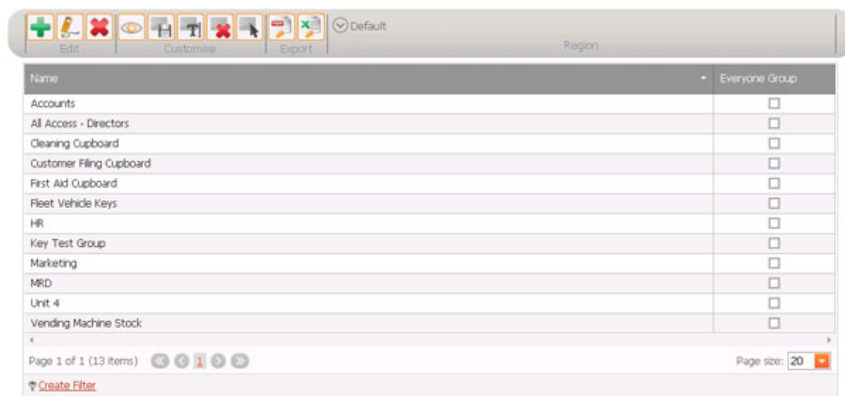 Default
Edit Customise Export Region
Name Everyone Group
Accounts
All Access - Directors
Cleaning Cupboard
Customer Filing Cupboard
First Aid Cupboard
Fleet Vehicle Keys
HR
Key Test Group
Marketing
MRD
Unit 4
Vending Machine Stock
Page 1 of 1 (13 items) 1 Page size: 20
Create Filter